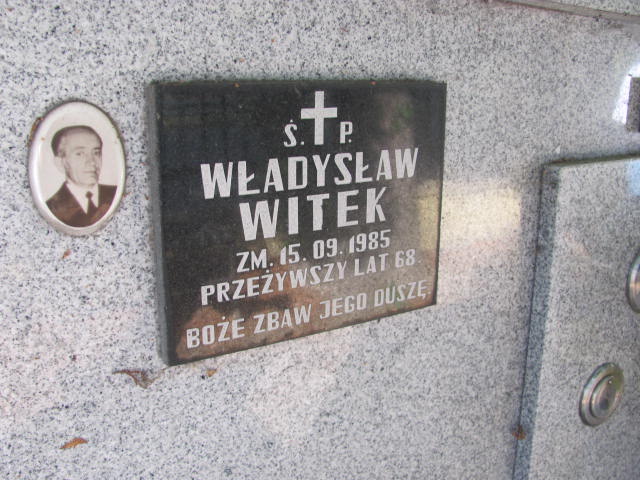 Ś. P.
WŁADYSŁAW
WITEK
ZM. 15. 09. 1985
PRZEŻYWSZY LAT 68.
BOŻE ZBAW JEGO DUSZĘ